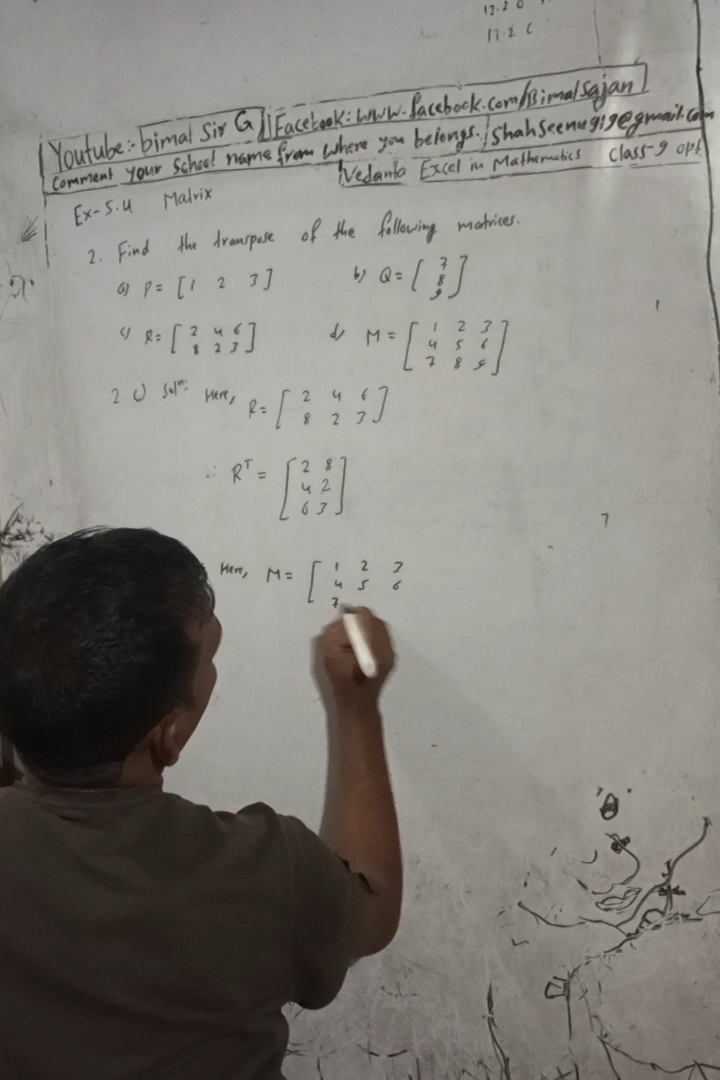 17.2 C
Youtube:- bimal Sir G || Facebook: www.facebook.com/Bimalsajan
Comment your School name from where you belongs. | Shahseenu919@gmail.com
Vedanta Excel in Mathematics Class-9 opt
Ex-5.4 Matrix
2. Find the transpose of the following matrices.
a) P = [1 2 3] b) Q = [7
8
9]
c) R = [2 4 6
8 2 3]
d) M = [1 2 3
4 5 6
7 8 9]
2. c) Solⁿ: Here, R = [2 4 6
8 2 3]
∴ Rᵀ = [2 8
4 2
6 3]
Here, M = [1 2 3
4 5 6
7